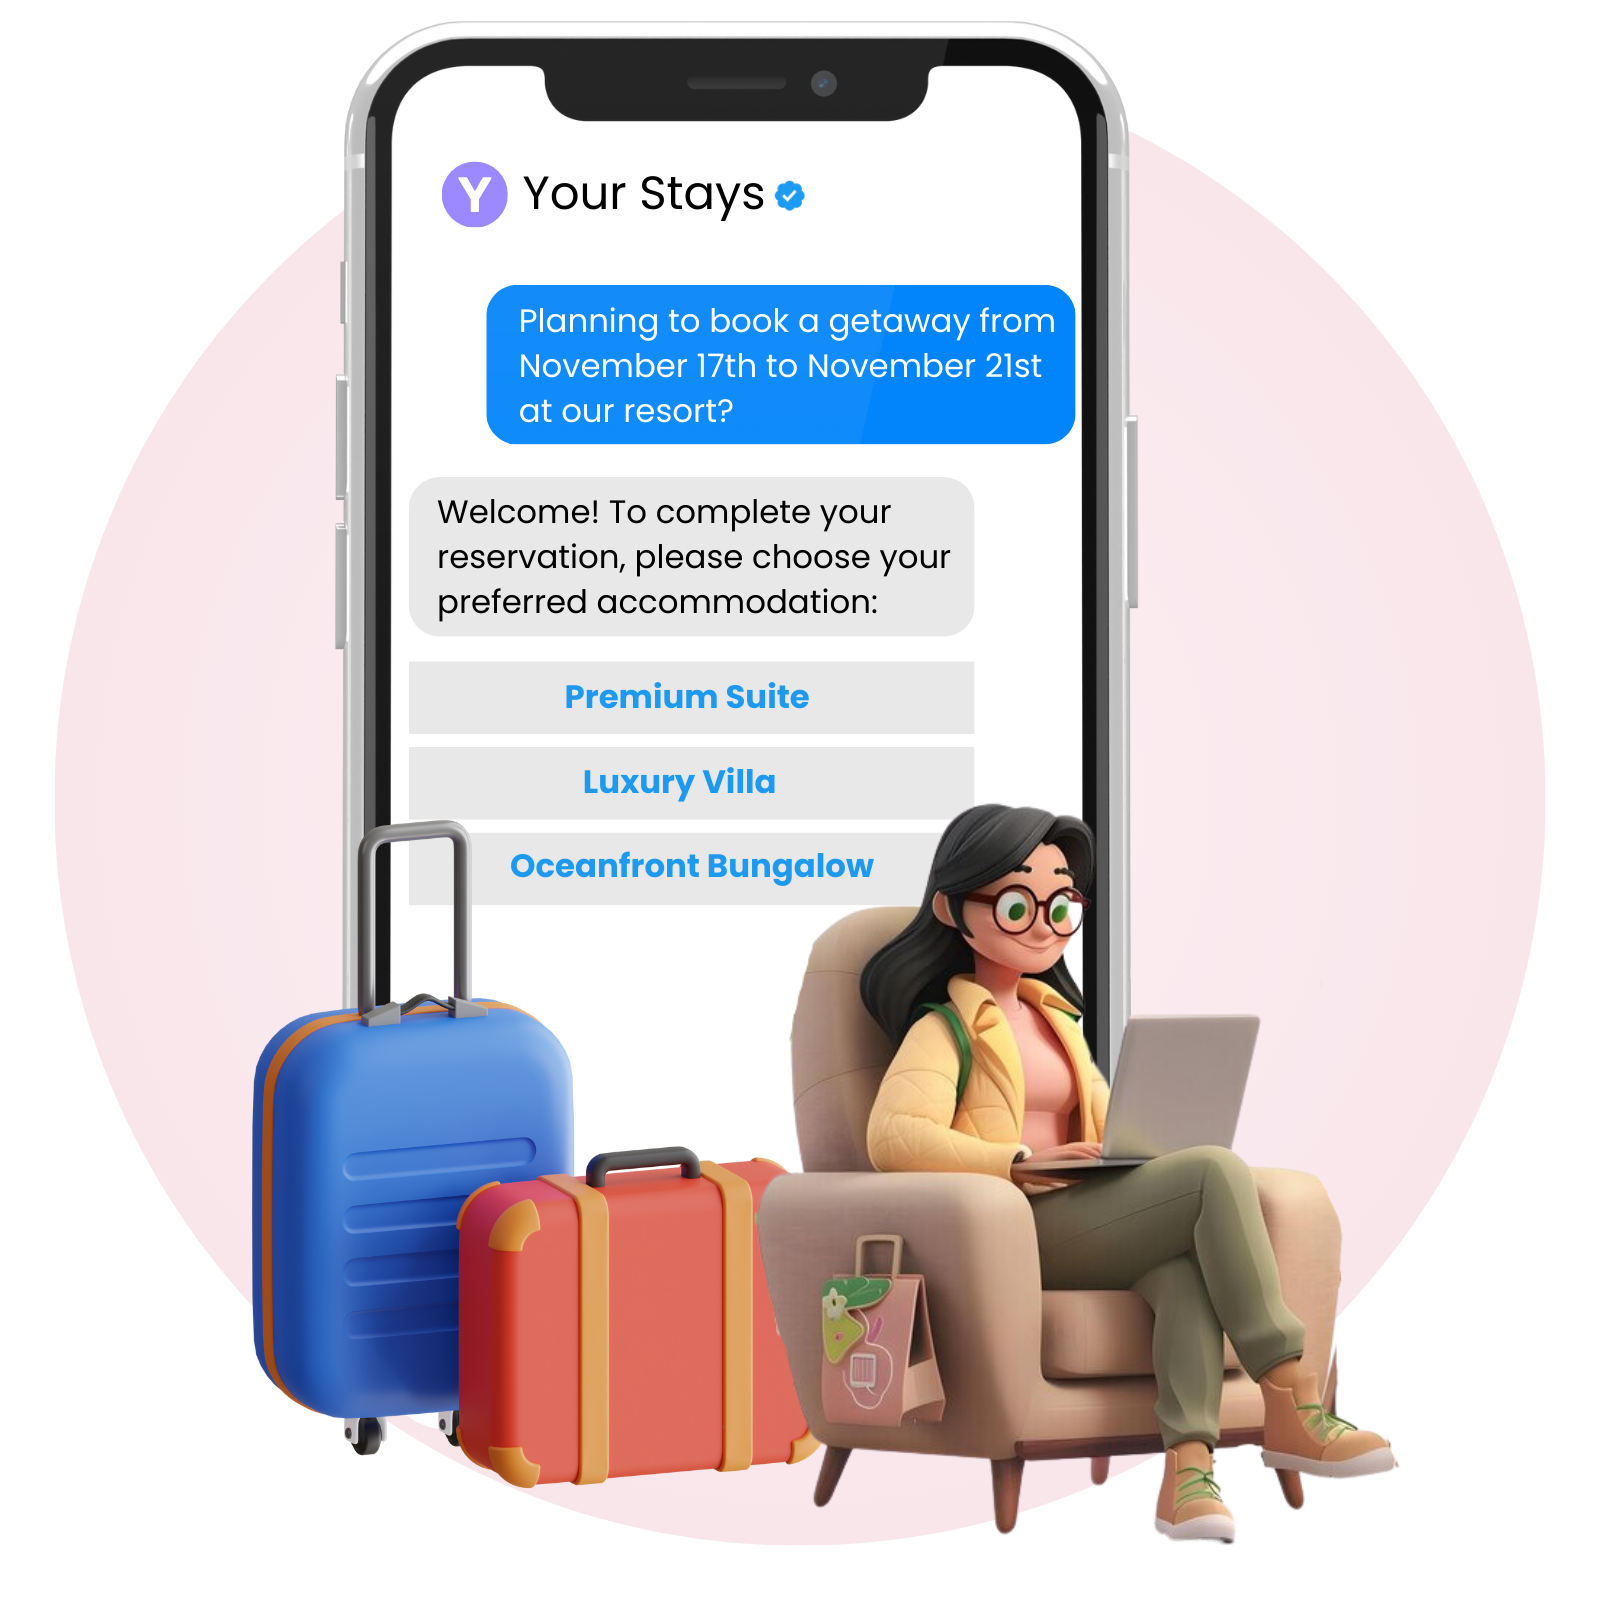 Y Your Stays
Planning to book a getaway from
November 17th to November 21st
at our resort?
Welcome! To complete your
reservation, please choose your
preferred accommodation:
Premium Suite
Luxury Villa
Oceanfront Bungalow